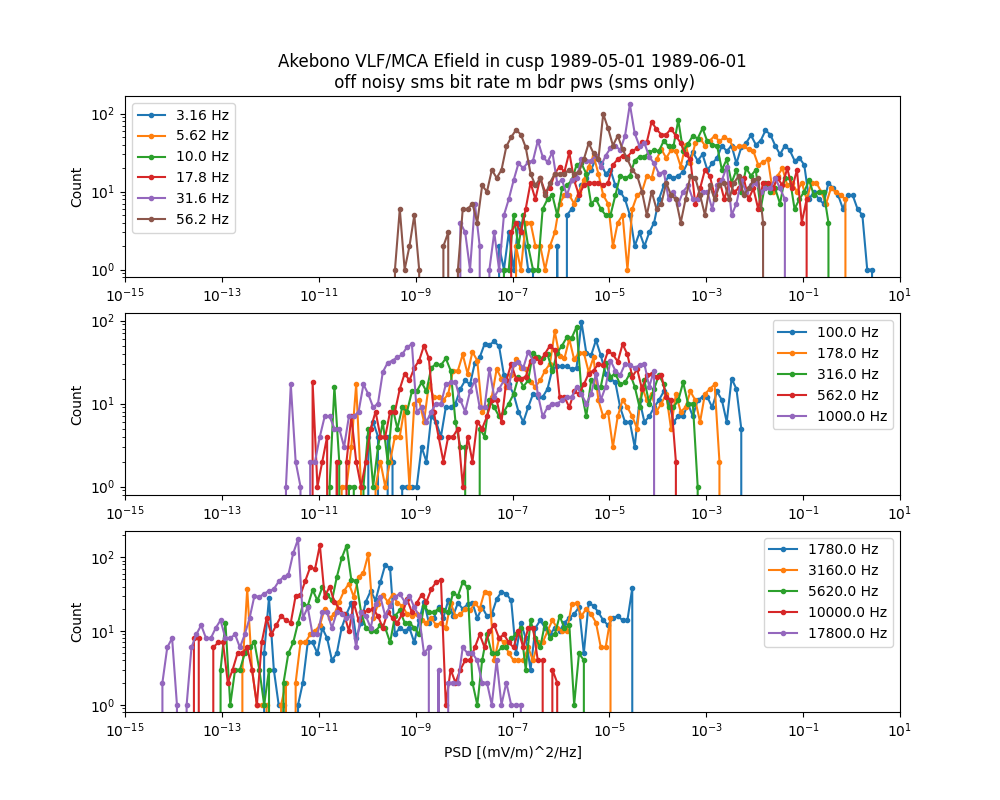 Akebono VLF/MCA Efield in cusp 1989-05-01 1989-06-01
off noisy sms bit rate m bdr pws (sms only)
Count
10^2
10^1
10^0
3.16 Hz
5.62 Hz
10.0 Hz
17.8 Hz
31.6 Hz
56.2 Hz
10^-15 10^-13 10^-11 10^-9 10^-7 10^-5 10^-3 10^-1 10^1
Count
10^2
10^1
10^0
100.0 Hz
178.0 Hz
316.0 Hz
562.0 Hz
1000.0 Hz
10^-15 10^-13 10^-11 10^-9 10^-7 10^-5 10^-3 10^-1 10^1
Count
10^2
10^1
10^0
1780.0 Hz
3160.0 Hz
5620.0 Hz
10000.0 Hz
17800.0 Hz
10^-15 10^-13 10^-11 10^-9 10^-7 10^-5 10^-3 10^-1 10^1
PSD [(mV/m)^2/Hz]